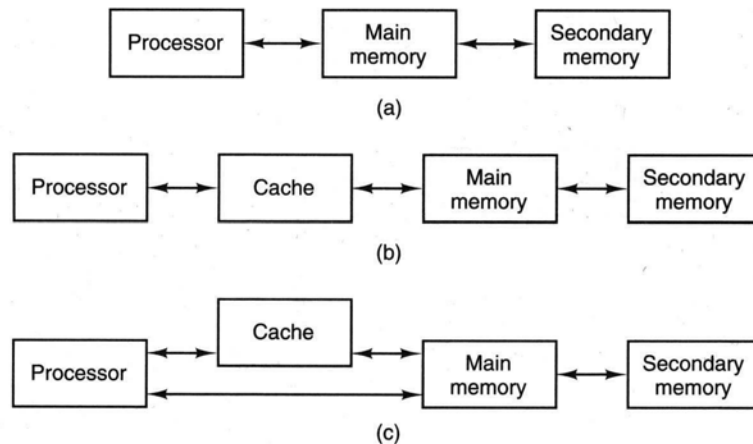 Processor
Main
memory
Secondary
memory
(a)
Processor
Cache
Main
memory
Secondary
memory
(b)
Cache
Processor
Main
memory
Secondary
memory
(c)